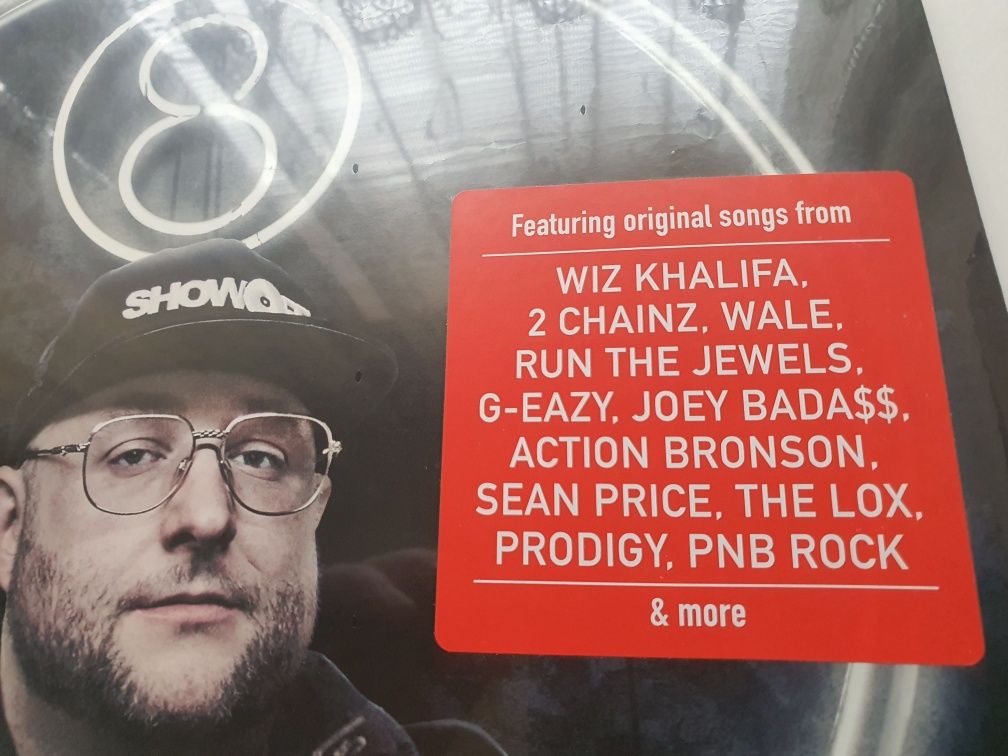 8
SHOWOFF
Featuring original songs from
WIZ KHALIFA,
2 CHAINZ, WALE,
RUN THE JEWELS,
G-EAZY, JOEY BADA$$,
ACTION BRONSON,
SEAN PRICE, THE LOX,
PRODIGY, PNB ROCK
& more